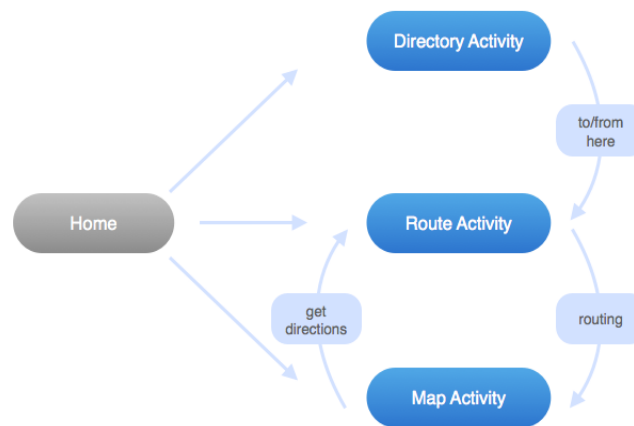 Directory Activity
to/from
here
Home
Route Activity
get
directions
routing
Map Activity